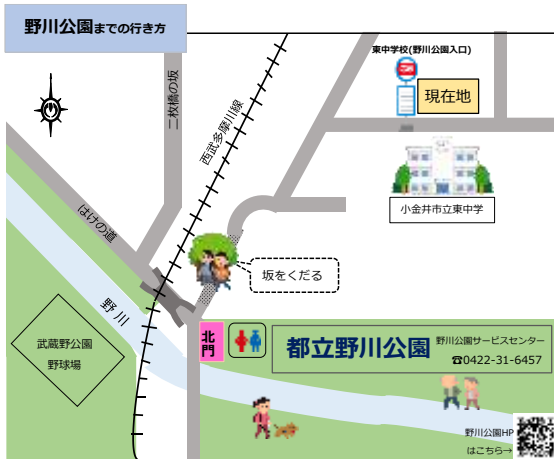 野川公園までの行き方
東中学校(野川公園入口)
現在地
二枚橋の坂
西武多摩川線
小金井市立東中学
はけの道
坂をくだる
野川
武蔵野公園
野球場
北門
都立野川公園
野川公園サービスセンター
☎0422-31-6457
野川公園HP
はこちら→